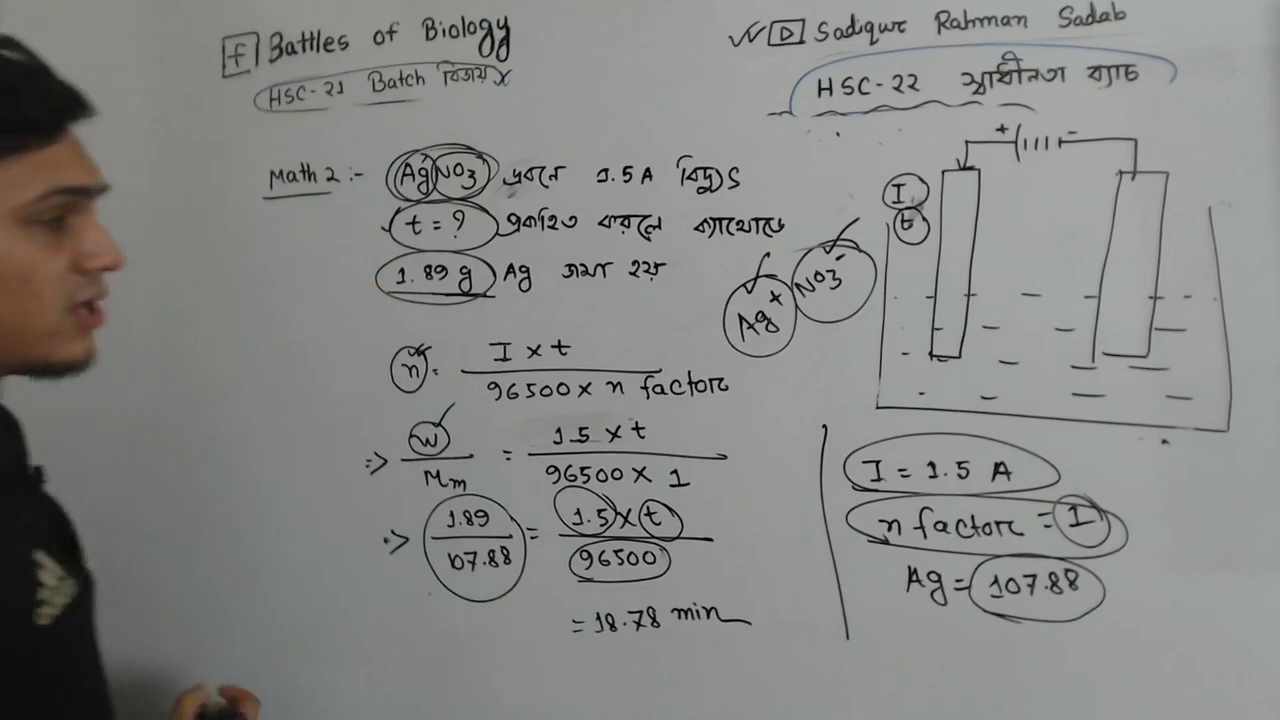 f Battles of Biology
HSC-21 Batch বিজয়
Sadiqur Rahman Sadab
HSC-22 স্বাধীনতা ব্যাচ
Math 2 :- AgNO3 দ্রবনে 1.5 A বিদ্যুৎ
t = ? প্রবাহিত করলে ক্যাথোডে
1.89 g Ag জমা হয়
n = I × t / 96500 × n factor
=> w / Mm = 1.5 × t / 96500 × 1
=> 1.89 / 107.88 = 1.5 × t / 96500
= 18.78 min
+ -
I
t
Ag+ NO3-
I = 1.5 A
n factor = 1
Ag = 107.88